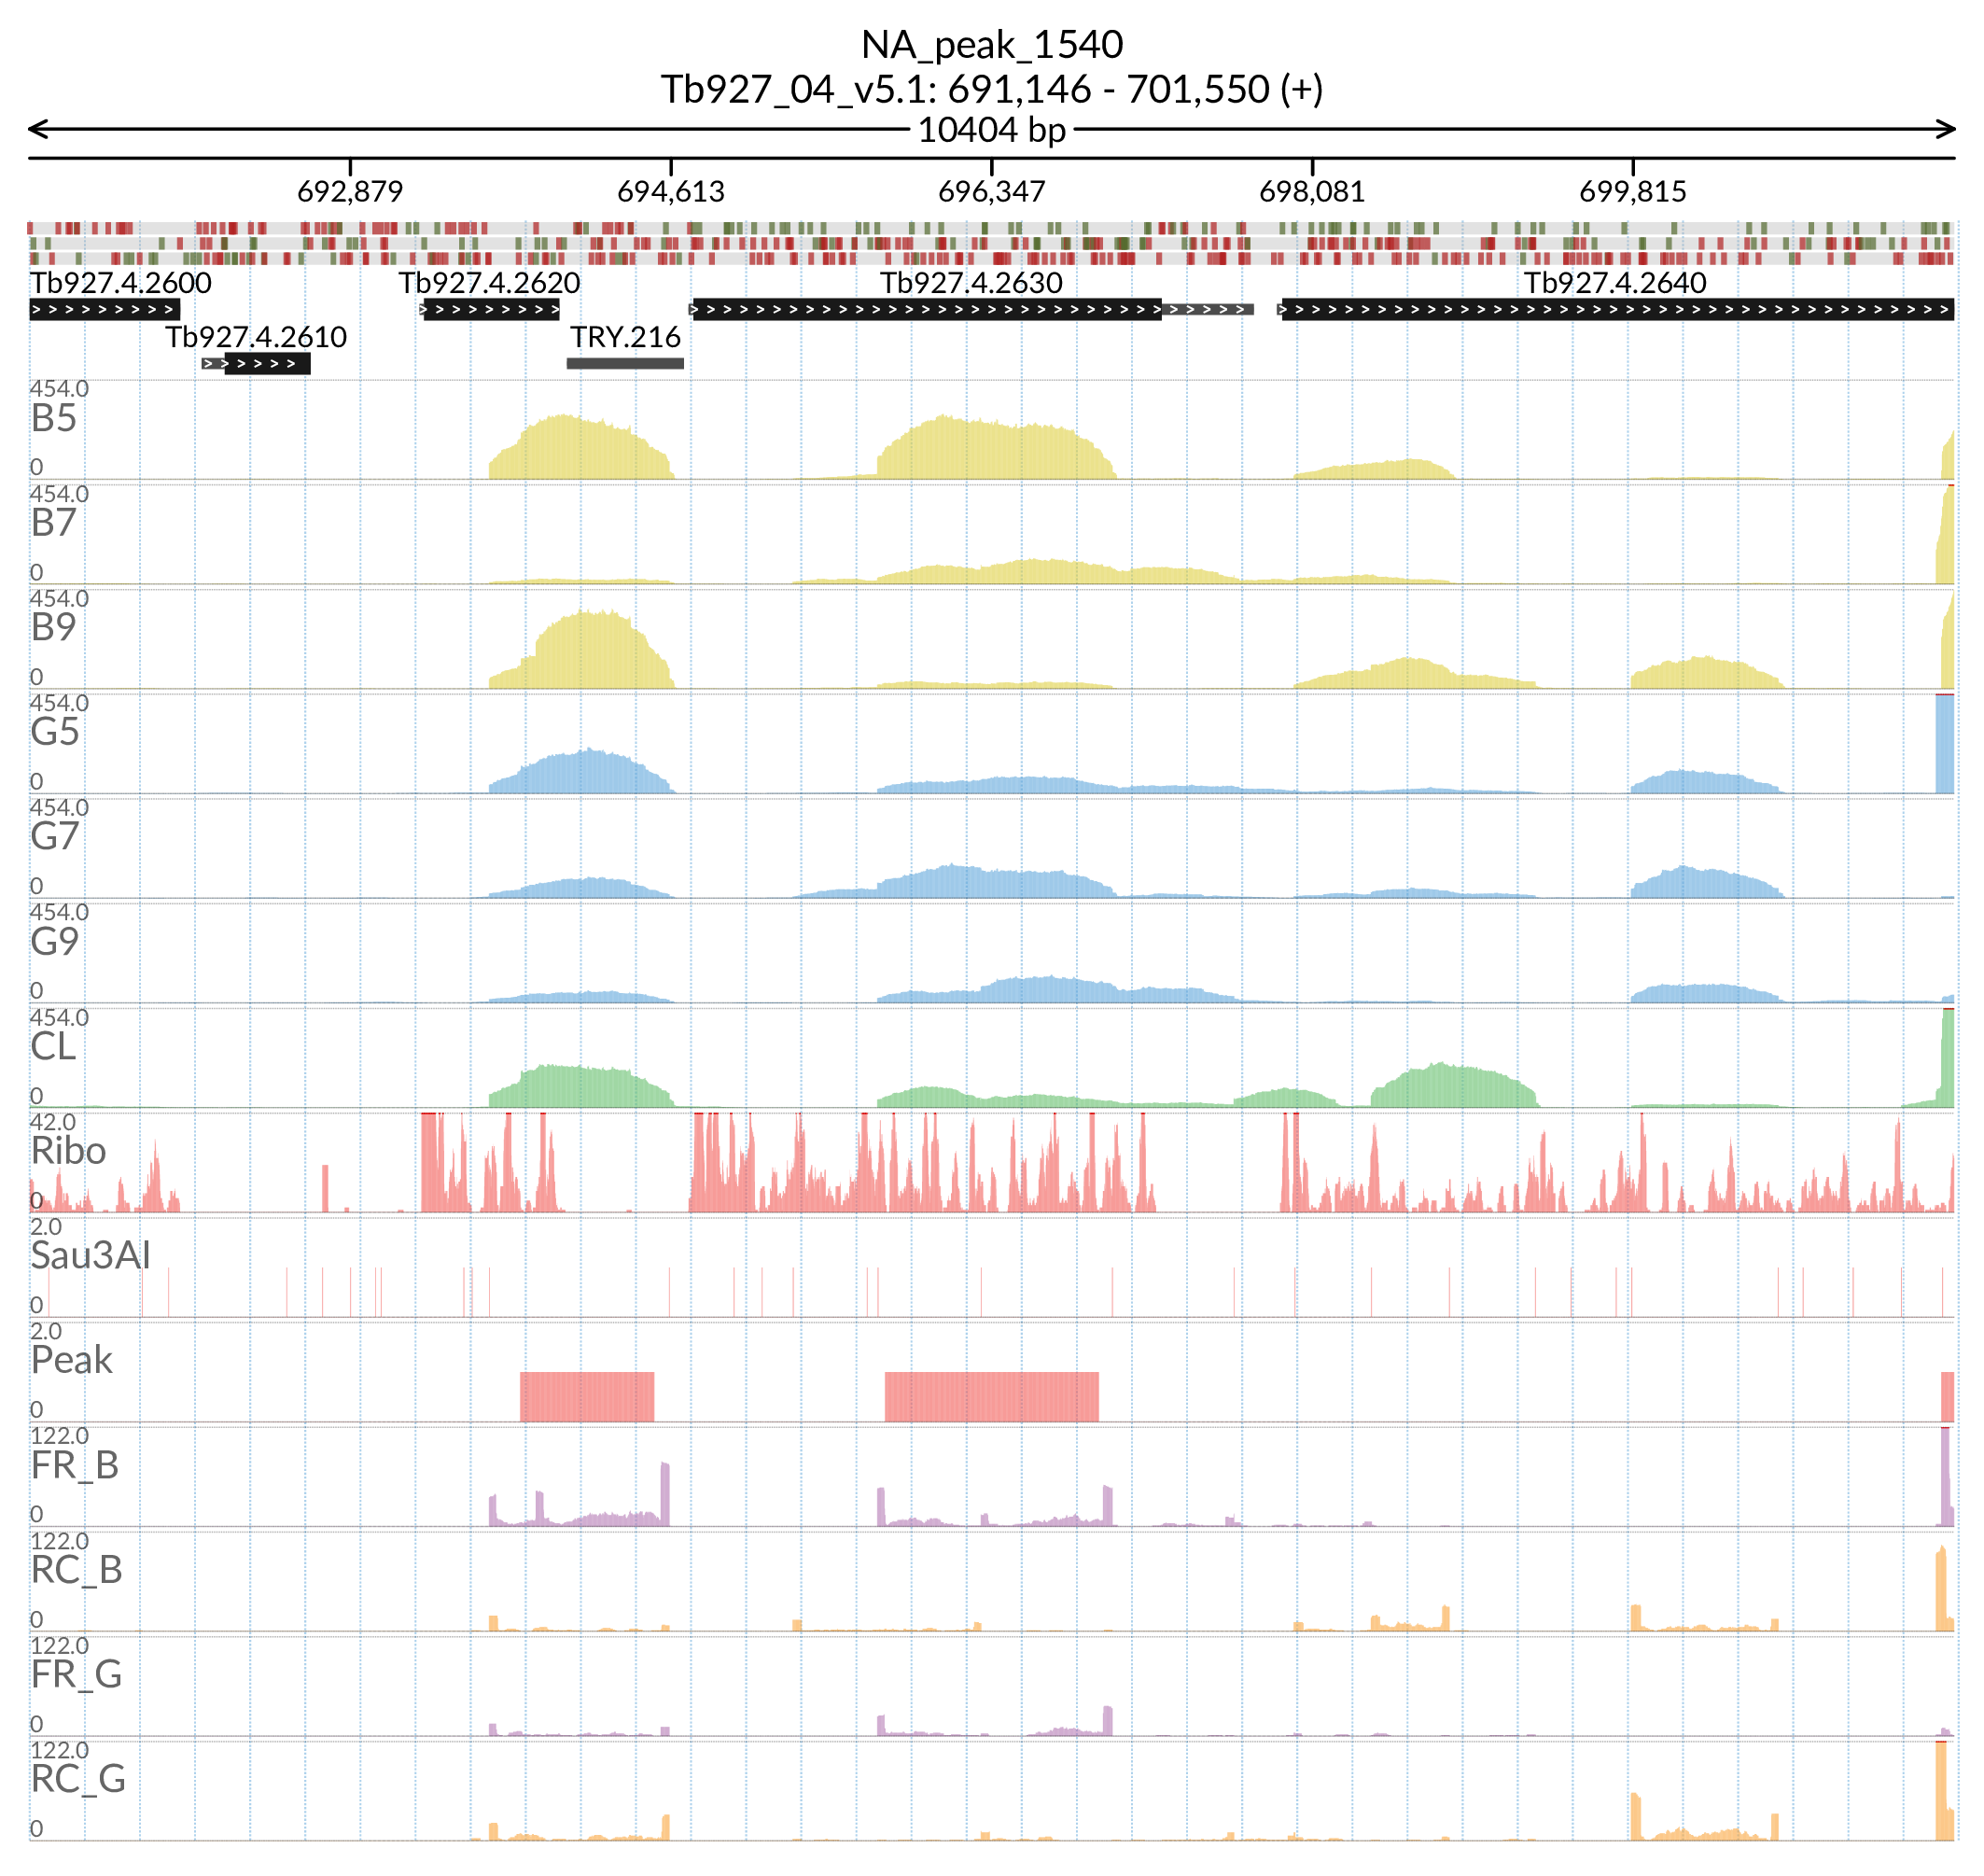 NA_peak_1540
Tb927_04_v5.1: 691,146 - 701,550 (+)
10404 bp
692,879 694,613 696,347 698,081 699,815
Tb927.4.2600 Tb927.4.2620 Tb927.4.2630 Tb927.4.2640
Tb927.4.2610 TRY.216
454.0
B5
0
454.0
B7
0
454.0
B9
0
454.0
G5
0
454.0
G7
0
454.0
G9
0
454.0
CL
0
42.0
Ribo
0
2.0
Sau3AI
0
2.0
Peak
0
122.0
FR_B
0
122.0
RC_B
0
122.0
FR_G
0
122.0
RC_G
0